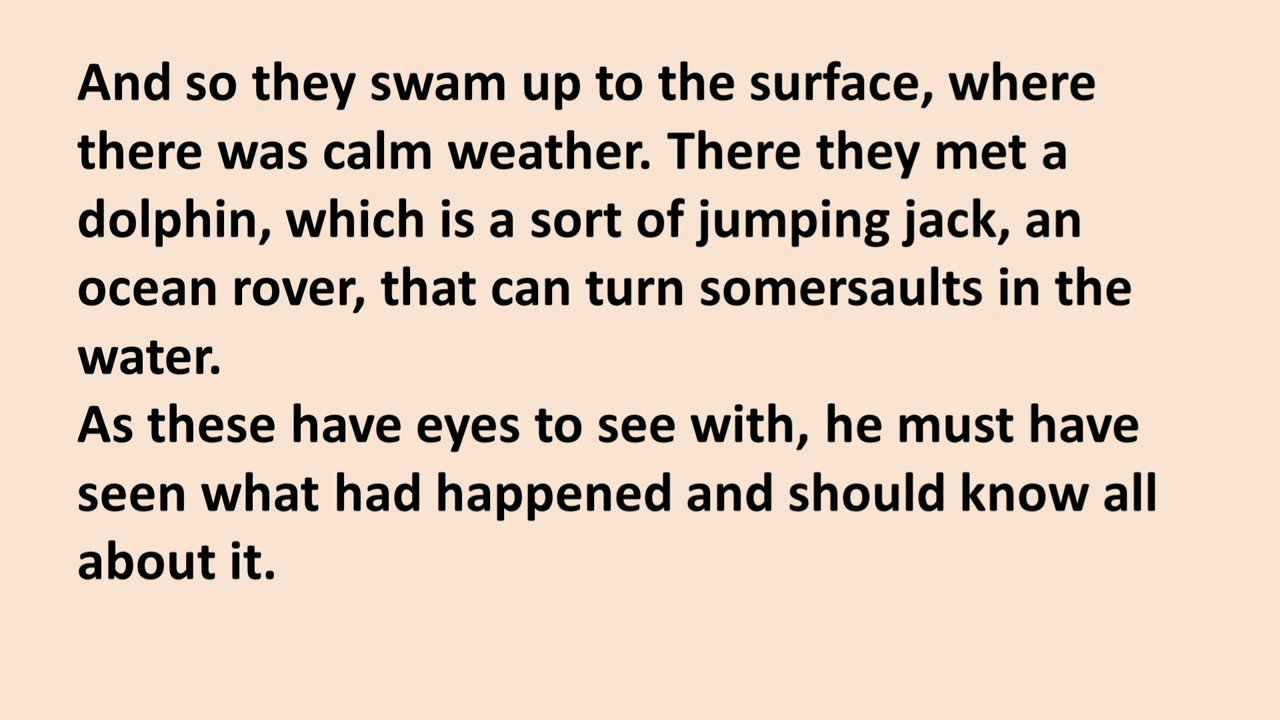 And so they swam up to the surface, where
there was calm weather. There they met a
dolphin, which is a sort of jumping jack, an
ocean rover, that can turn somersaults in the
water.
As these have eyes to see with, he must have
seen what had happened and should know all
about it.